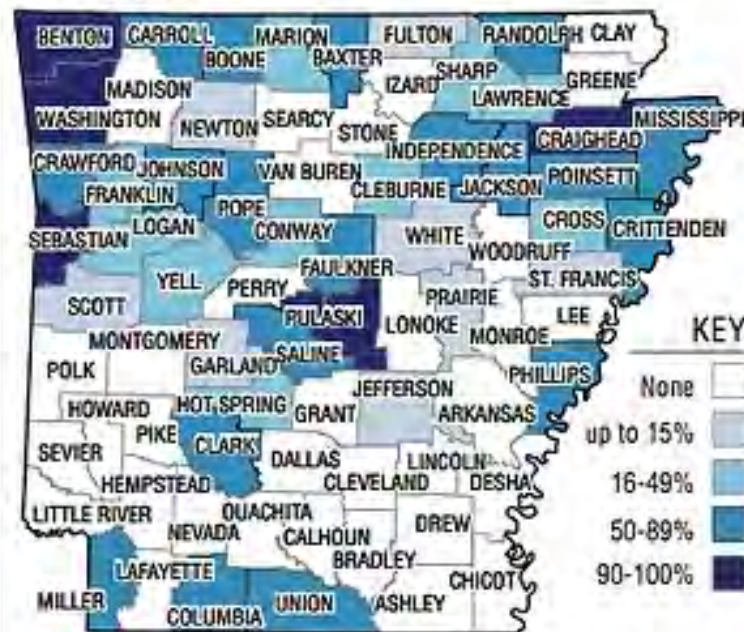 BENTON CARROLL MARION FULTON RANDOLPH CLAY
BOONE BAXTER
IZARD SHARP GREENE
MADISON LAWRENCE
WASHINGTON NEWTON SEARCY STONE CRAIGHEAD MISSISSIPPI
INDEPENDENCE
CRAWFORD JOHNSON VAN BUREN CLEBURNE JACKSON POINSETT
FRANKLIN
POPE
SEBASTIAN LOGAN CONWAY WHITE WOODRUFF CROSS CRITTENDEN
FAULKNER
YELL PERRY ST. FRANCIS
SCOTT PULASKI PRAIRIE LEE
MONTGOMERY LONOKE MONROE
POLK GARLAND SALINE PHILLIPS
JEFFERSON
HOWARD HOT SPRING GRANT ARKANSAS
PIKE CLARK
SEVIER DALLAS LINCOLN
HEMPSTEAD CLEVELAND DESHA
LITTLE RIVER OUACHITA DREW
NEVADA CALHOUN
BRADLEY
LAFAYETTE CHICOT
MILLER COLUMBIA UNION ASHLEY
KEY
None
up to 15%
16-49%
50-89%
90-100%